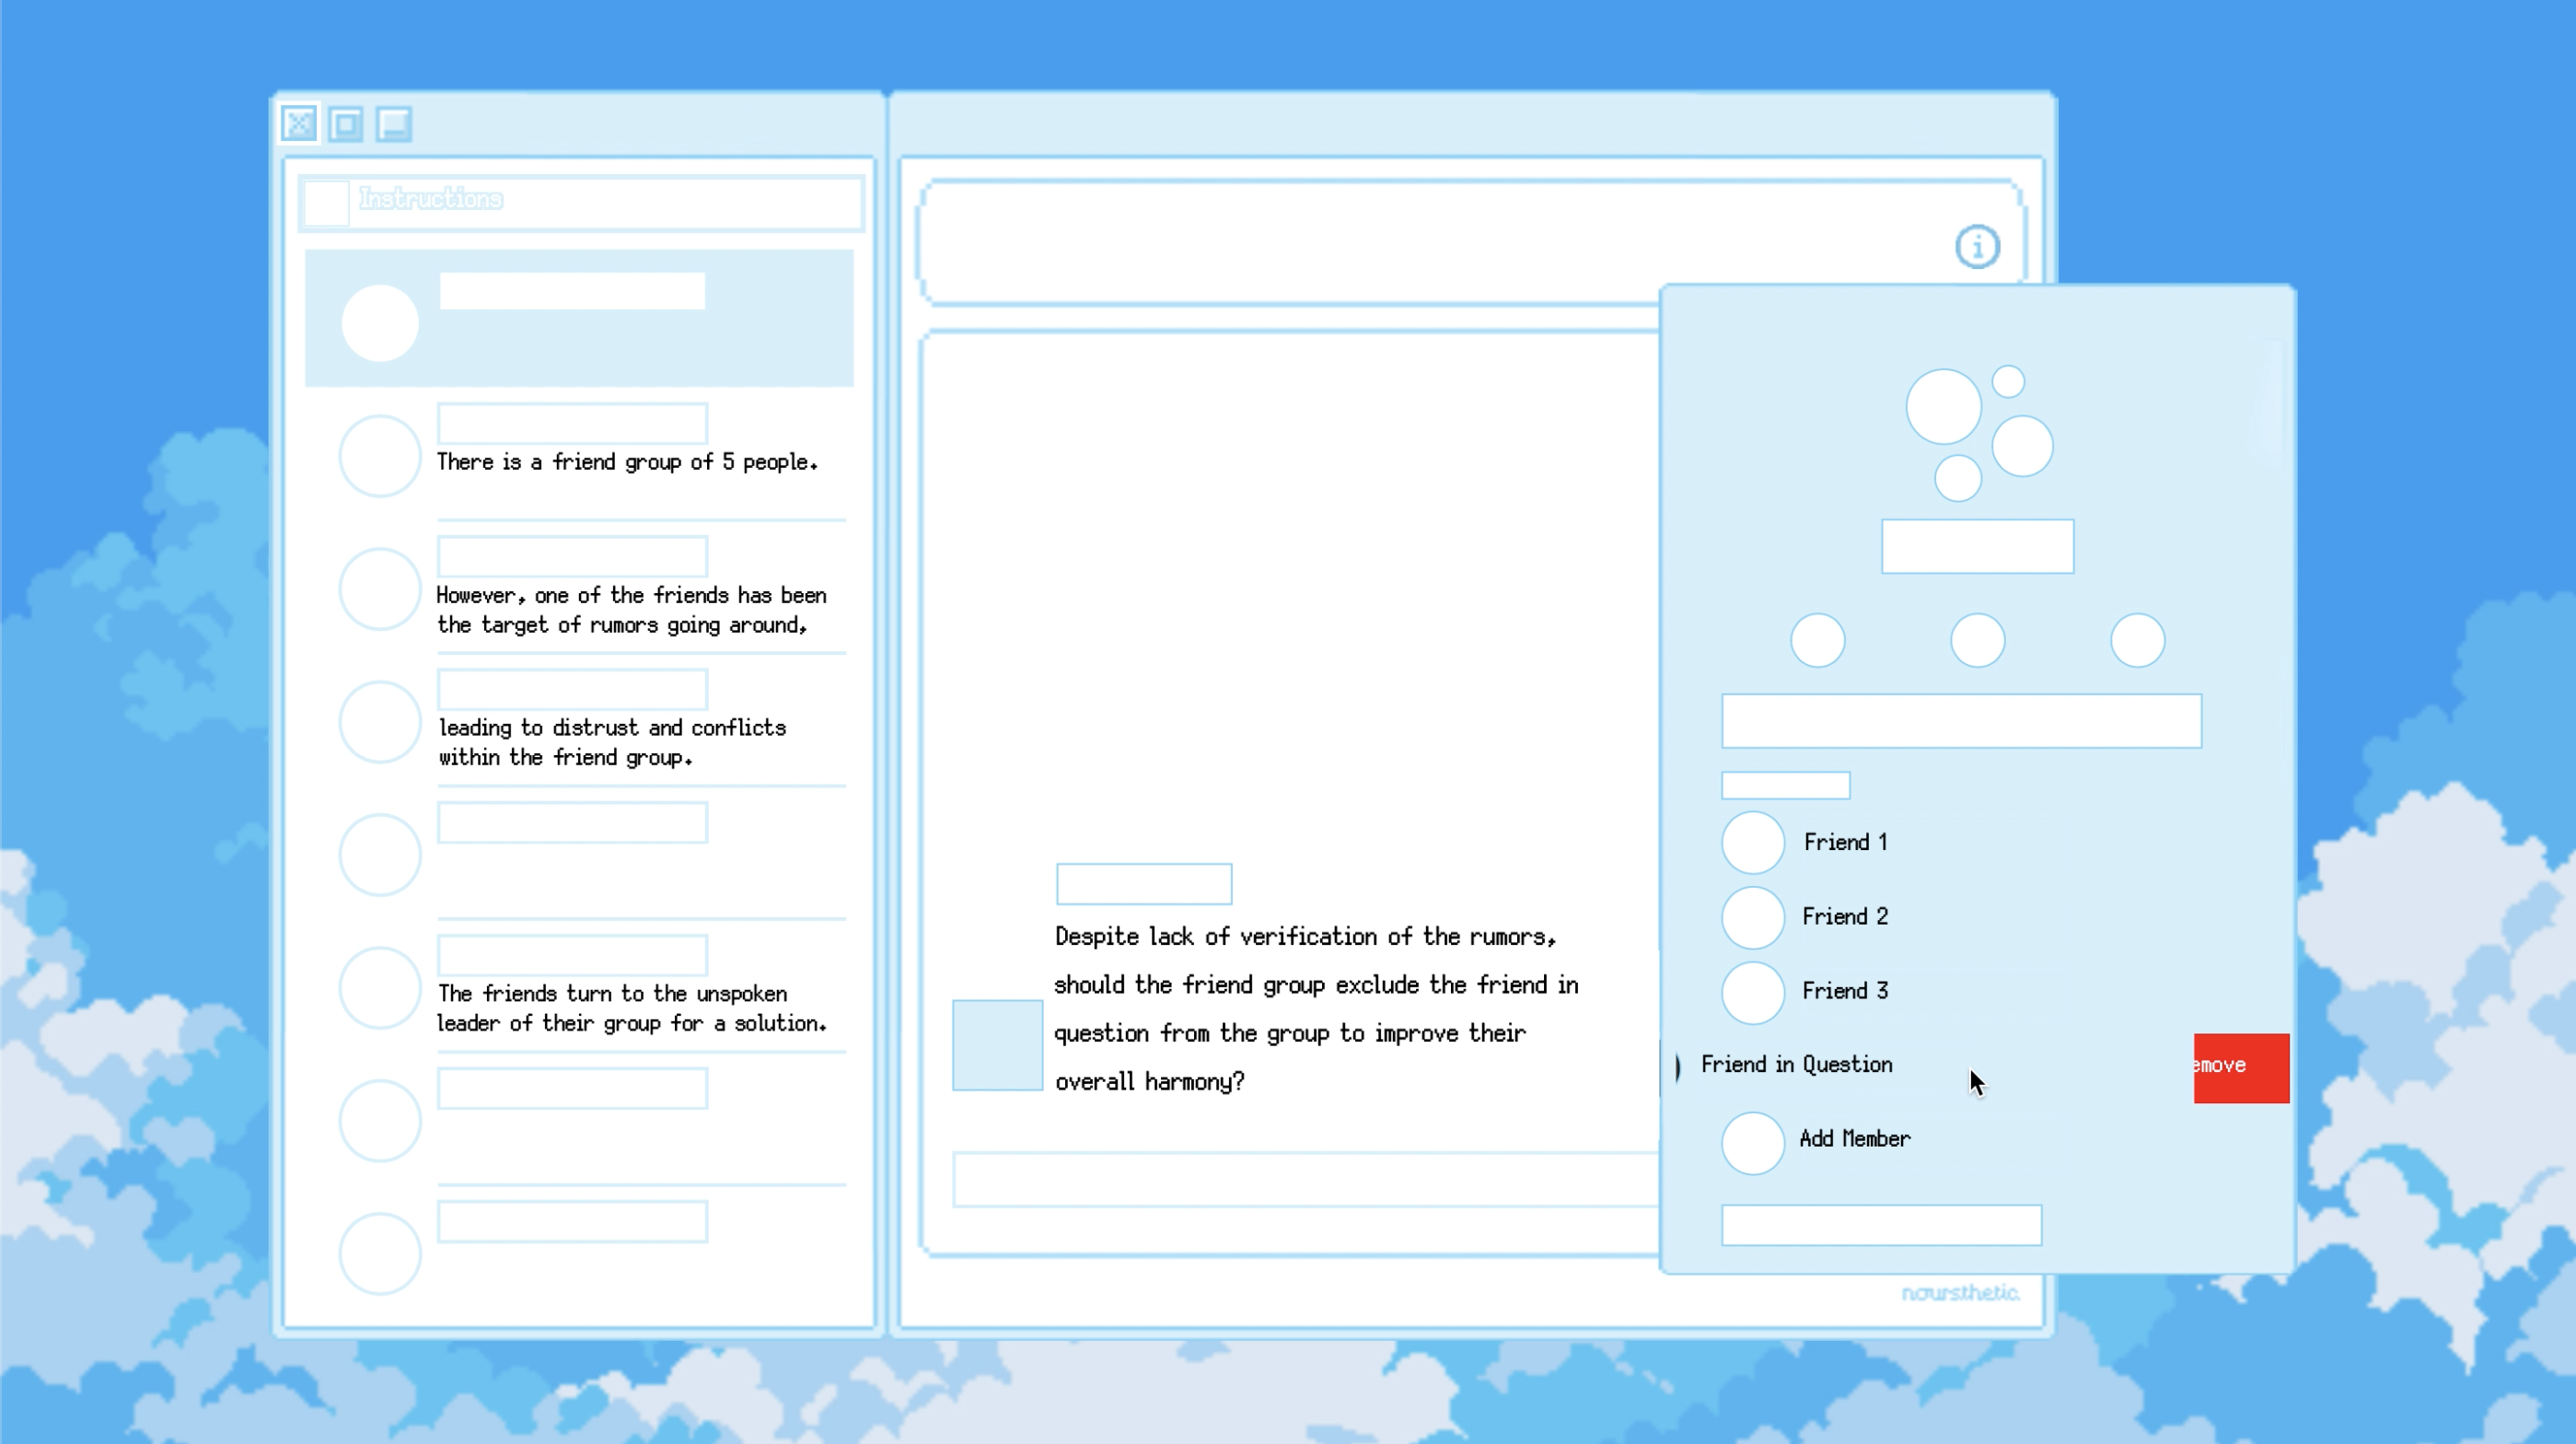 Instructions
There is a friend group of 5 people.
However, one of the friends has been
the target of rumors going around,
leading to distrust and conflicts
within the friend group.
The friends turn to the unspoken
leader of their group for a solution.
Despite lack of verification of the rumors,
should the friend group exclude the friend in
question from the group to improve their
overall harmony?
Friend 1
Friend 2
Friend 3
Friend in Question
emove
Add Member
noursthetic.